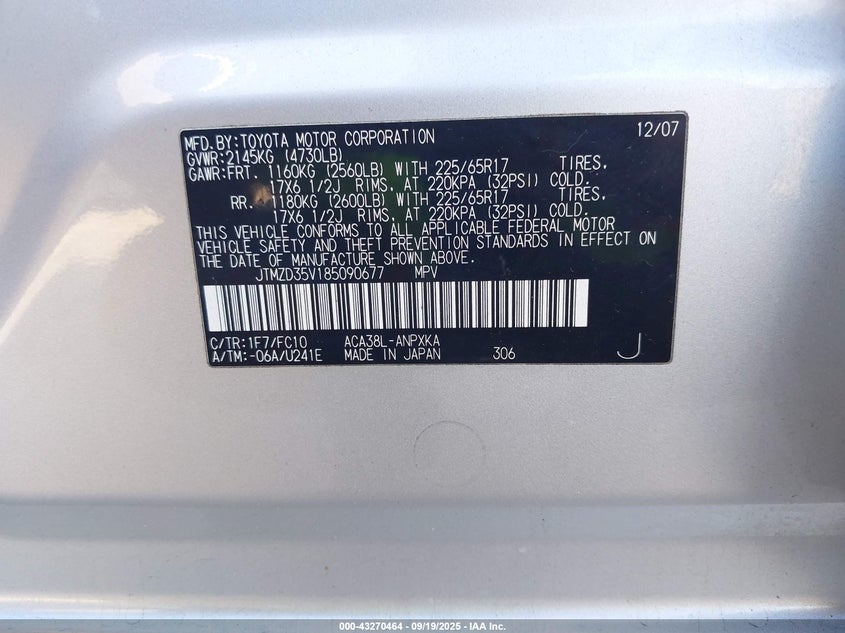 MFD.BY:TOYOTA MOTOR CORPORATION 12/07
GVWR:2145KG (4730LB)
GAWR:FRT. 1160KG (2560LB) WITH 225/65R17 TIRES,
17X6 1/2J RIMS, AT 220KPA (32PSI) COLD.
RR. 1180KG (2600LB) WITH 225/65R17 TIRES,
17X6 1/2J RIMS, AT 220KPA (32PSI) COLD.
THIS VEHICLE CONFORMS TO ALL APPLICABLE FEDERAL MOTOR
VEHICLE SAFETY AND THEFT PREVENTION STANDARDS IN EFFECT ON
THE DATE OF MANUFACTURE SHOWN ABOVE.
JTMZD35V185090677 MPV
C/TR:1F7/FC10 ACA38L-ANPXKA
A/TM:-06A/U241E MADE IN JAPAN 306 J
000-43270464 - 09/19/2025 - IAA Inc.